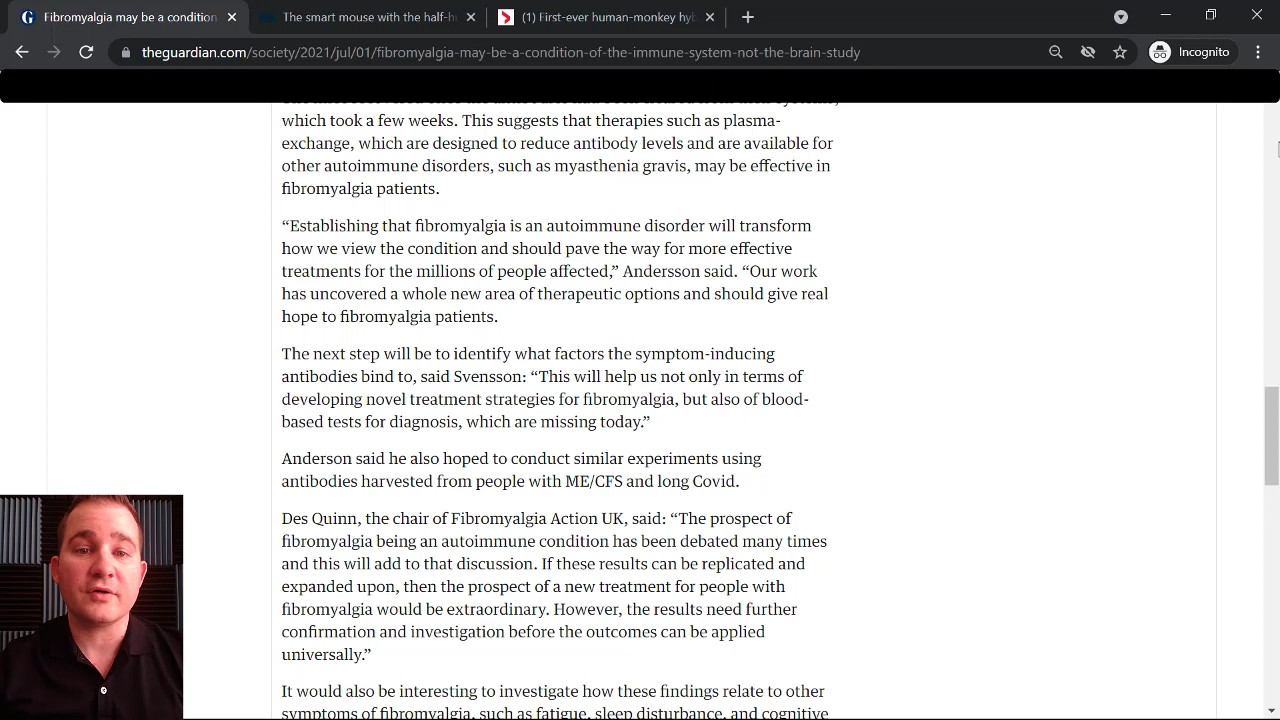 Fibromyalgia may be a condition
The smart mouse with the half-hu
(1) First-ever human-monkey hyb
theguardian.com/society/2021/jul/01/fibromyalgia-may-be-a-condition-of-the-immune-system-not-the-brain-study
Incognito
which took a few weeks. This suggests that therapies such as plasma-
exchange, which are designed to reduce antibody levels and are available for
other autoimmune disorders, such as myasthenia gravis, may be effective in
fibromyalgia patients.
“Establishing that fibromyalgia is an autoimmune disorder will transform
how we view the condition and should pave the way for more effective
treatments for the millions of people affected,” Andersson said. “Our work
has uncovered a whole new area of therapeutic options and should give real
hope to fibromyalgia patients.
The next step will be to identify what factors the symptom-inducing
antibodies bind to, said Svensson: “This will help us not only in terms of
developing novel treatment strategies for fibromyalgia, but also of blood-
based tests for diagnosis, which are missing today.”
Anderson said he also hoped to conduct similar experiments using
antibodies harvested from people with ME/CFS and long Covid.
Des Quinn, the chair of Fibromyalgia Action UK, said: “The prospect of
fibromyalgia being an autoimmune condition has been debated many times
and this will add to that discussion. If these results can be replicated and
expanded upon, then the prospect of a new treatment for people with
fibromyalgia would be extraordinary. However, the results need further
confirmation and investigation before the outcomes can be applied
universally.”
It would also be interesting to investigate how these findings relate to other
symptoms of fibromyalgia, such as fatigue, sleep disturbance, and cognitive